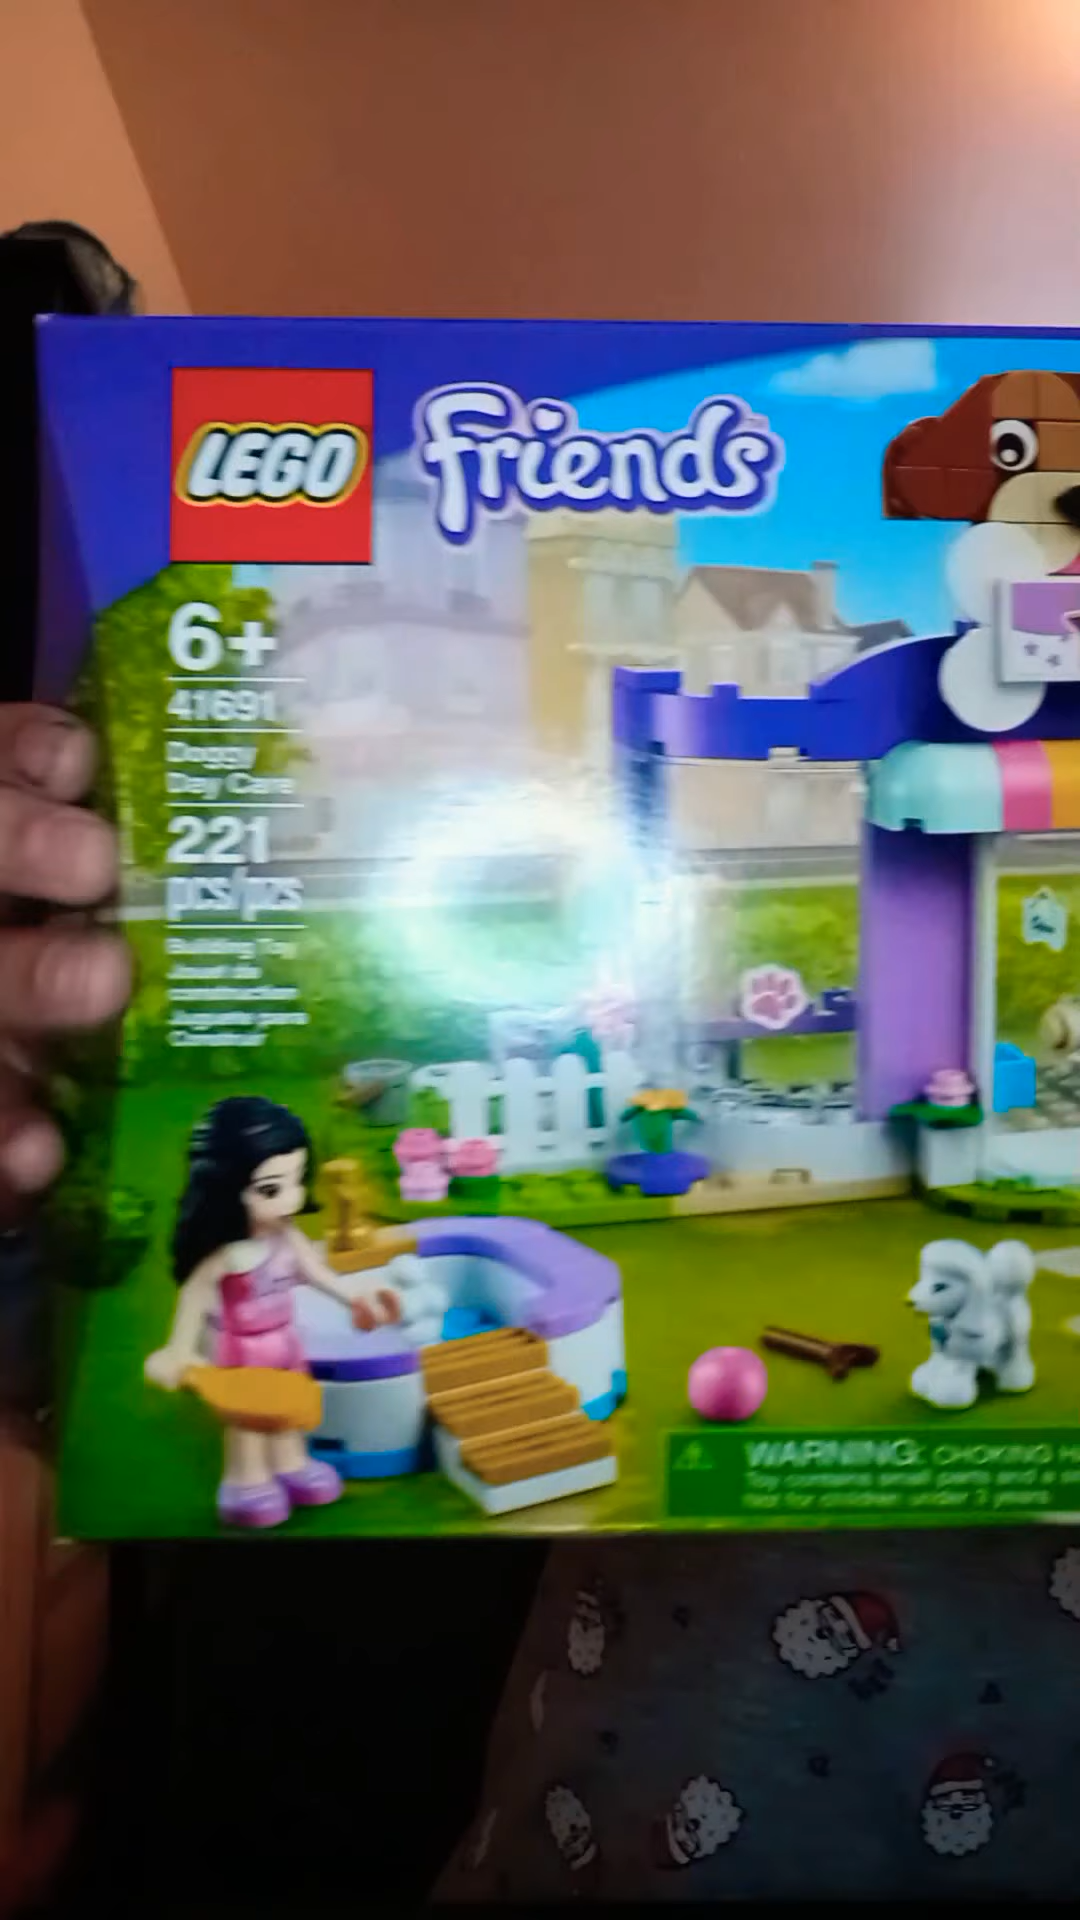 LEGO
friends
6+
41691
Doggy
Day Care
221
pcs/pzs
Building Toy
Jouet de
construction
Juguete para
Construir
WARNING: CHOKING H
Toy contains small parts and a
Not for children under 3 years